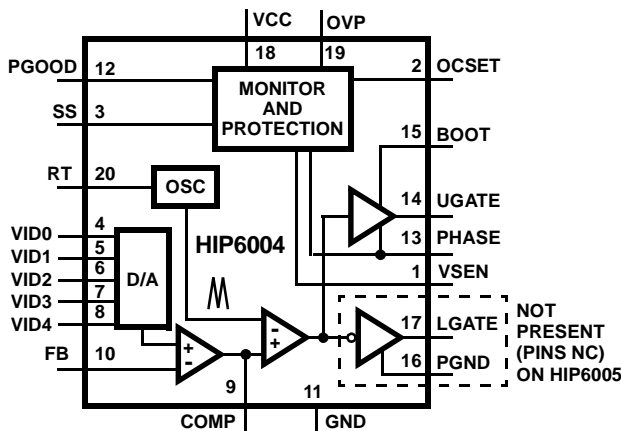 VCC OVP
18 19
PGOOD 12
2 OCSET
MONITOR
AND
PROTECTION
SS 3
15 BOOT
RT 20
OSC
14 UGATE
13 PHASE
VID0 4
VID1 5
VID2 6
VID3 7
VID4 8
D/A
HIP6004
1 VSEN
- +
+ -
17 LGATE
16 PGND
NOT
PRESENT
(PINS NC)
ON HIP6005
FB 10
9
11
COMP GND